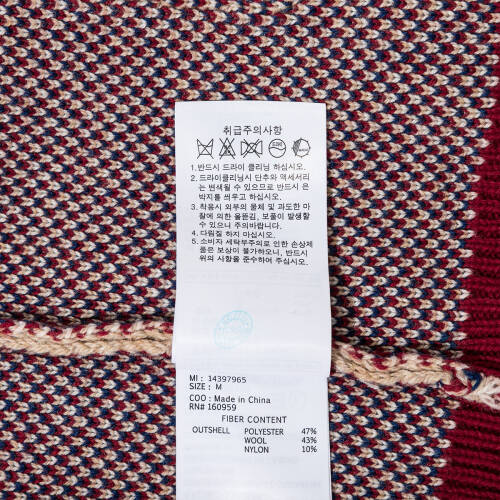 취급주의사항
1. 반드시 드라이 클리닝 하십시오.
2. 드라이클리닝시 단추와 액세서리
는 변색될 수 있으므로 반드시 은
박지를 씌우고 하십시오.
3. 착용시 외부의 물체 및 과도한 마
찰에 의한 올뜯김, 보풀이 발생할
수 있으니 주의바랍니다.
4. 다림질 하지 마십시오.
5. 소비자 세탁부주의로 인한 손상제
품은 보상이 불가하오니, 반드시
위의 사항을 준수하여 주십시오.
MI : 14397965
SIZE : M
COO : Made in China
RN# 160959
FIBER CONTENT
OUTSHELL POLYESTER 47%
WOOL 43%
NYLON 10%